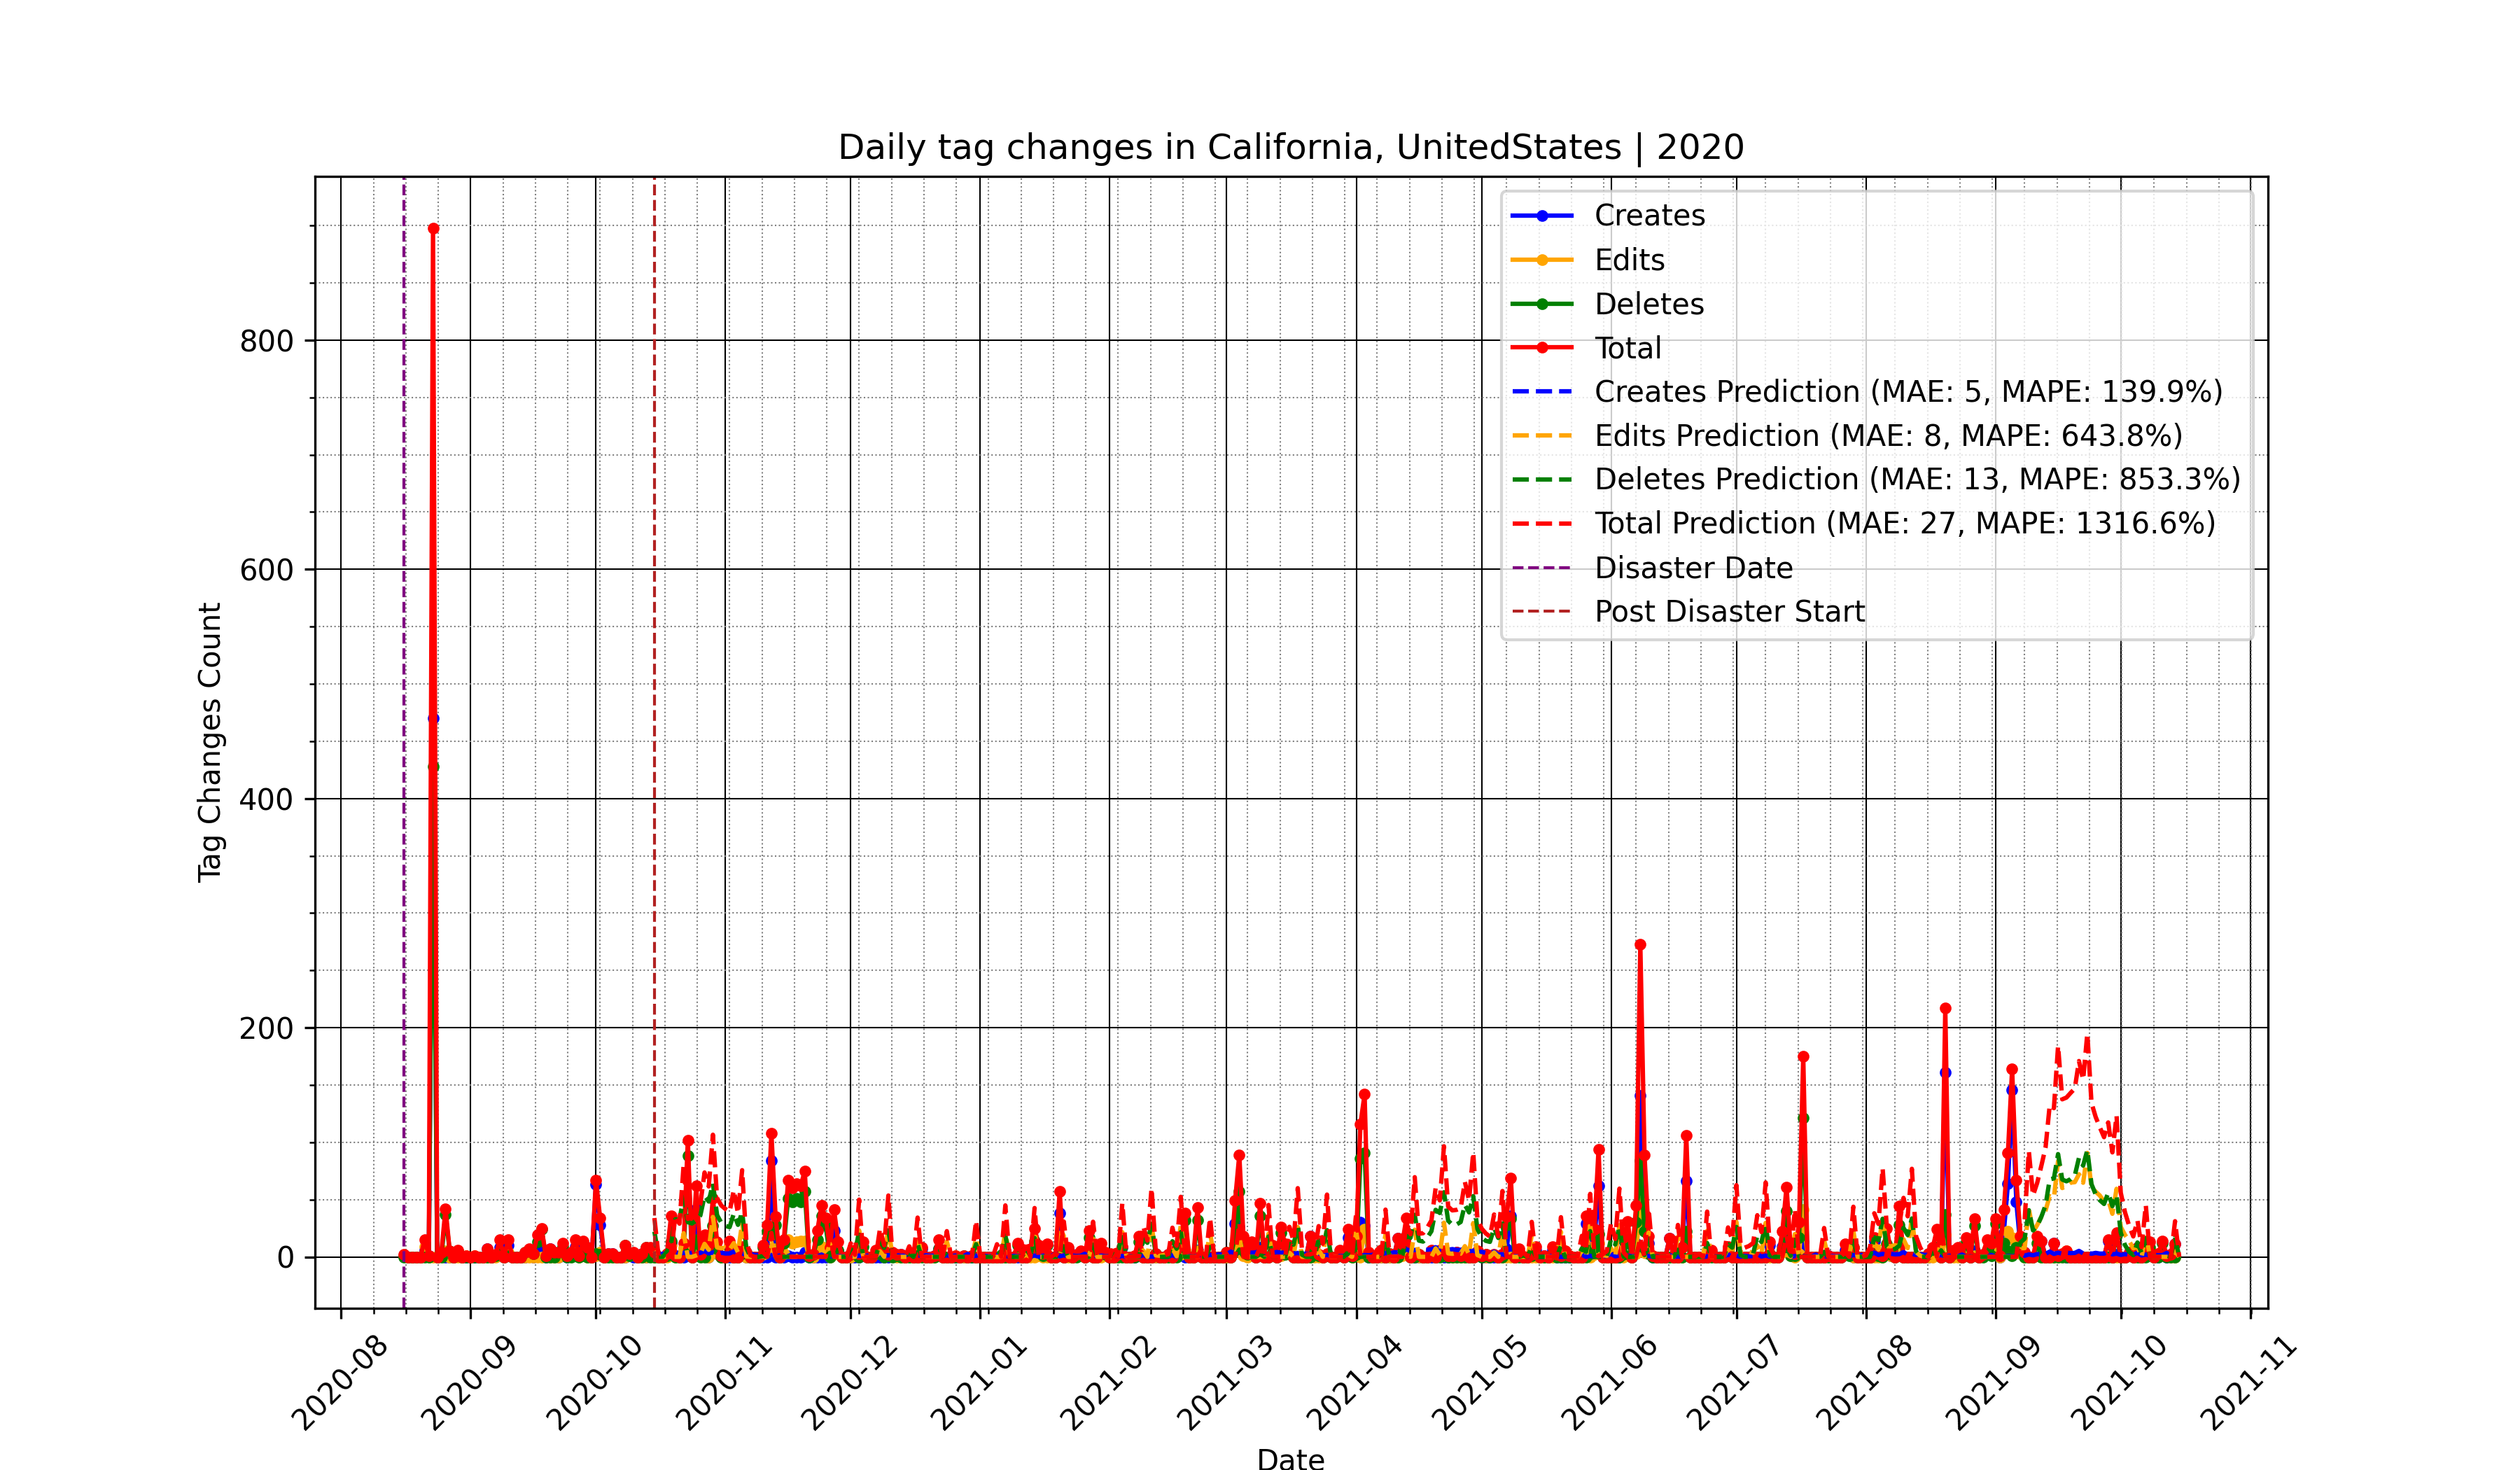 Daily tag changes in California, UnitedStates | 2020
Creates
Edits
Deletes
Total
Creates Prediction (MAE: 5, MAPE: 139.9%)
Edits Prediction (MAE: 8, MAPE: 643.8%)
Deletes Prediction (MAE: 13, MAPE: 853.3%)
Total Prediction (MAE: 27, MAPE: 1316.6%)
Disaster Date
Post Disaster Start
Tag Changes Count
800
600
400
200
0
2020-08
2020-09
2020-10
2020-11
2020-12
2021-01
2021-02
2021-03
2021-04
2021-05
2021-06
2021-07
2021-08
2021-09
2021-10
2021-11
Date